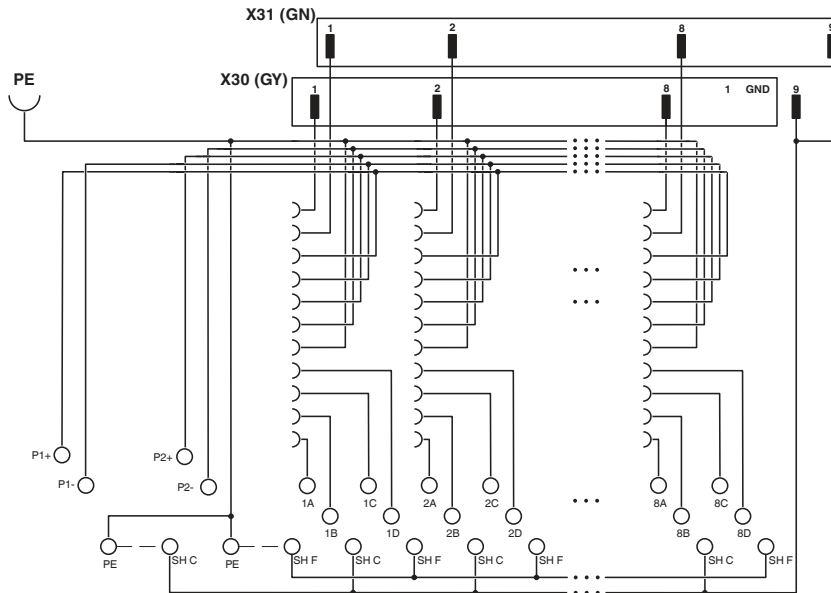 X31 (GN)
1 2 8 9
PE
X30 (GY)
1 2 8 1 GND 9
P1+ P2+
P1- P2-
1A 1C 2A 2C 8A 8C
1B 1D 2B 2D 8B 8D
PE SH C PE SH F SH C SH F SH C SH F SH C SH F